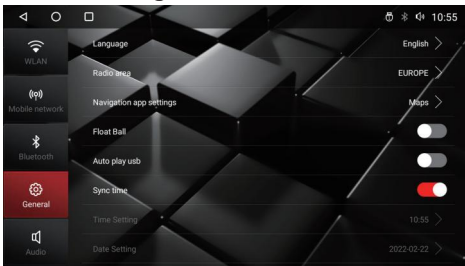 10:55
WLAN
Mobile network
Bluetooth
General
Audio
Language English
Radio area EUROPE
Navigation app settings Maps
Float Ball
Auto play usb
Sync time
Time Setting 10:55
Date Setting 2022-02-22